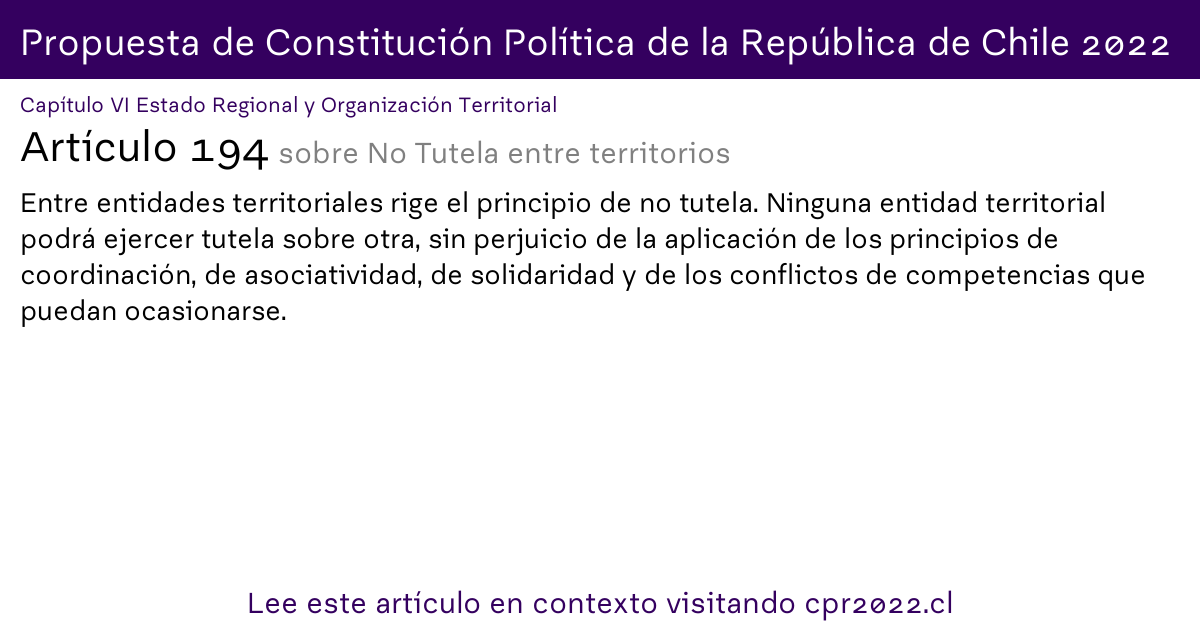 Propuesta de Constitución Política de la República de Chile 2022
Capítulo VI Estado Regional y Organización Territorial
Artículo 194 sobre No Tutela entre territorios
Entre entidades territoriales rige el principio de no tutela. Ninguna entidad territorial
podrá ejercer tutela sobre otra, sin perjuicio de la aplicación de los principios de
coordinación, de asociatividad, de solidaridad y de los conflictos de competencias que
puedan ocasionarse.
Lee este artículo en contexto visitando cpr2022.cl